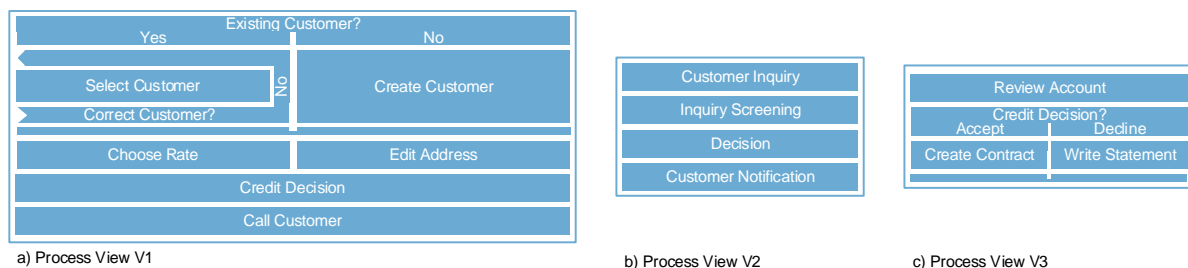 Existing Customer?
Yes
No
Select Customer
No
Create Customer
Correct Customer?
Choose Rate
Edit Address
Credit Decision
Call Customer
a) Process View V1
Customer Inquiry
Inquiry Screening
Decision
Customer Notification
b) Process View V2
Review Account
Credit Decision?
Accept
Decline
Create Contract
Write Statement
c) Process View V3